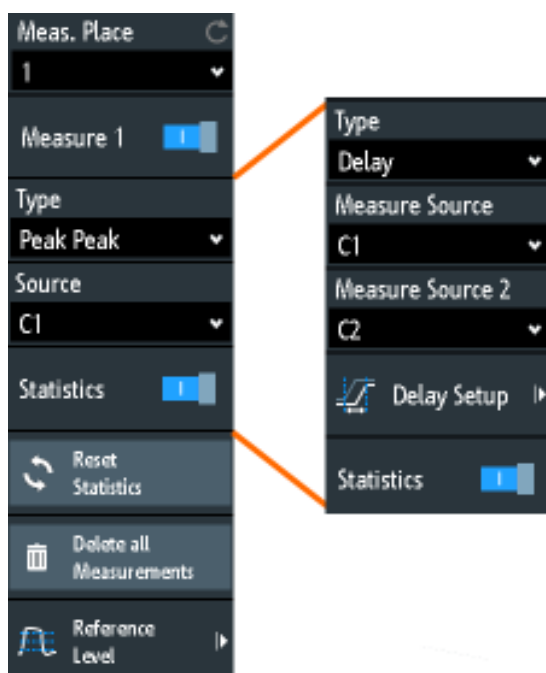 Meas. Place
1
Measure 1
Type
Peak Peak
Source
C1
Statistics
Reset
Statistics
Delete all
Measurements
Reference
Level
Type
Delay
Measure Source
C1
Measure Source 2
C2
Delay Setup
Statistics